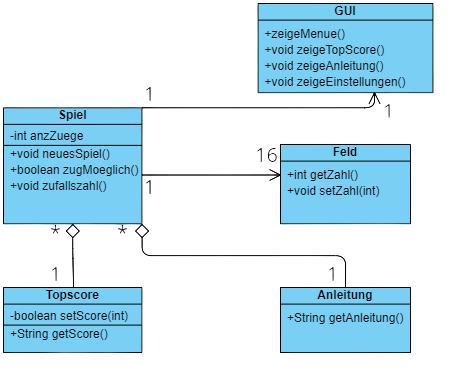 GUI
+zeigeMenue()
+void zeigeTopScore()
+void zeigeAnleitung()
+void zeigeEinstellungen()
1
1
Spiel
-int anzZuege
+void neuesSpiel()
+boolean zugMoeglich()
+void zufallszahl()
1
16
Feld
+int getZahl()
+void setZahl(int)
*
*
1
1
Topscore
-boolean setScore(int)
+String getScore()
Anleitung
+String getAnleitung()